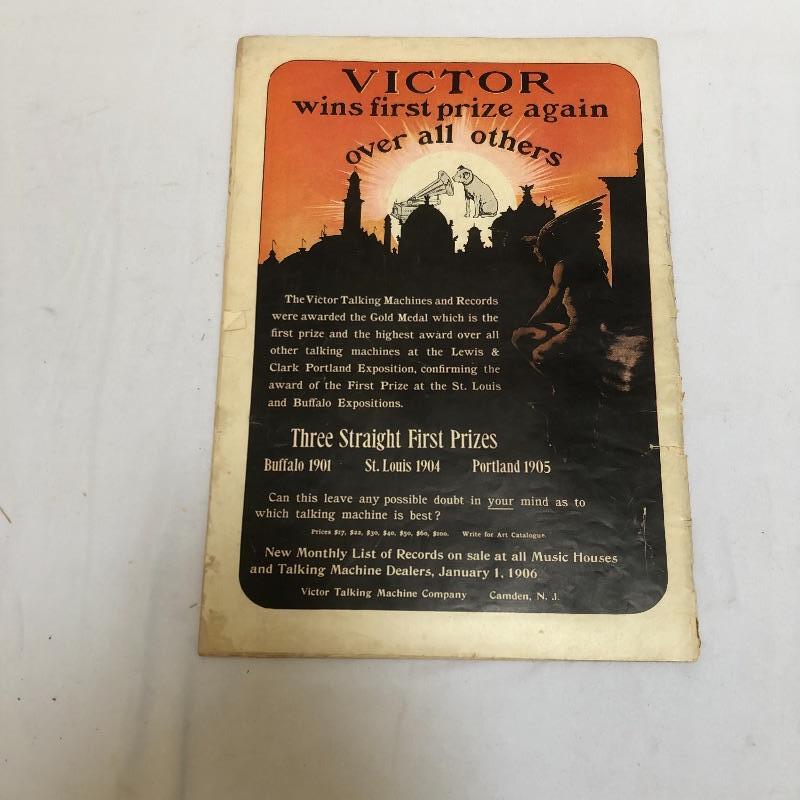 VICTOR
wins first prize again
over all others
The Victor Talking Machines and Records
were awarded the Gold Medal which is the
first prize and the highest award over all
other talking machines at the Lewis &
Clark Portland Exposition, confirming the
award of the First Prize at the St. Louis
and Buffalo Expositions.
Three Straight First Prizes
Buffalo 1901 St. Louis 1904 Portland 1905
Can this leave any possible doubt in your mind as to
which talking machine is best?
Prices $17, $22, $30, $40, $50, $60, $100. Write for Art Catalogue.
New Monthly List of Records on sale at all Music Houses
and Talking Machine Dealers, January 1, 1906
Victor Talking Machine Company Camden, N. J.